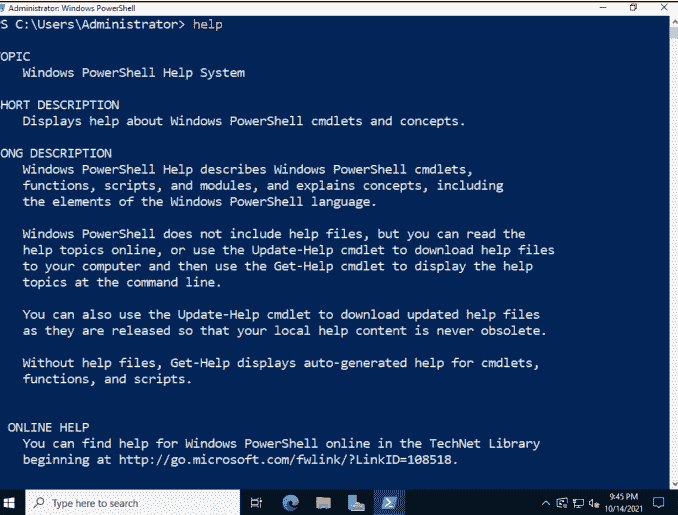 Administrator: Windows PowerShell
S C:\Users\Administrator> help
OPIC
Windows PowerShell Help System
HORT DESCRIPTION
Displays help about Windows PowerShell cmdlets and concepts.
ONG DESCRIPTION
Windows PowerShell Help describes Windows PowerShell cmdlets,
functions, scripts, and modules, and explains concepts, including
the elements of the Windows PowerShell language.
Windows PowerShell does not include help files, but you can read the
help topics online, or use the Update-Help cmdlet to download help files
to your computer and then use the Get-Help cmdlet to display the help
topics at the command line.
You can also use the Update-Help cmdlet to download updated help files
as they are released so that your local help content is never obsolete.
Without help files, Get-Help displays auto-generated help for cmdlets,
functions, and scripts.
ONLINE HELP
You can find help for Windows PowerShell online in the TechNet Library
beginning at http://go.microsoft.com/fwlink/?LinkID=108518.
Type here to search
9:45 PM
10/14/2021